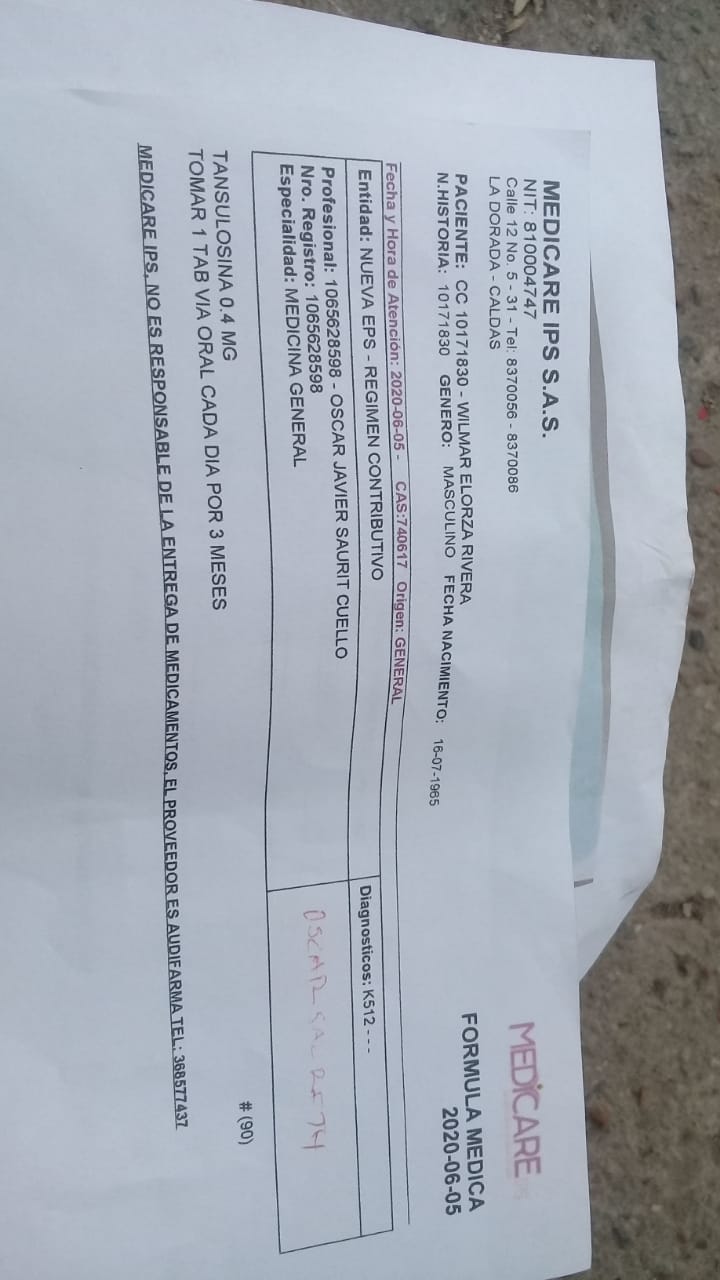 MEDICARE IPS S.A.S.
NIT: 810004747
Calle 12 No. 5 - 31 - Tel: 8370056 - 8370086
LA DORADA - CALDAS
MEDICARE
FORMULA MEDICA
2020-06-05
PACIENTE: CC 10171830 - WILMAR ELORZA RIVERA
N.HISTORIA: 10171830 GENERO: MASCULINO FECHA NACIMIENTO: 16-07-1965
Fecha y Hora de Atención: 2020-06-05 - CAS:740617 Origen: GENERAL
Entidad: NUEVA EPS - REGIMEN CONTRIBUTIVO
Diagnosticos: K512 - - -
Profesional: 1065628598 - OSCAR JAVIER SAURIT CUELLO
Nro. Registro: 1065628598
Especialidad: MEDICINA GENERAL
OSCAR
# (90)
TANSULOSINA 0.4 MG
TOMAR 1 TAB VIA ORAL CADA DIA POR 3 MESES
MEDICARE IPS, NO ES RESPONSABLE DE LA ENTREGA DE MEDICAMENTOS, EL PROVEEDOR ES AUDIFARMA TEL: 368577437